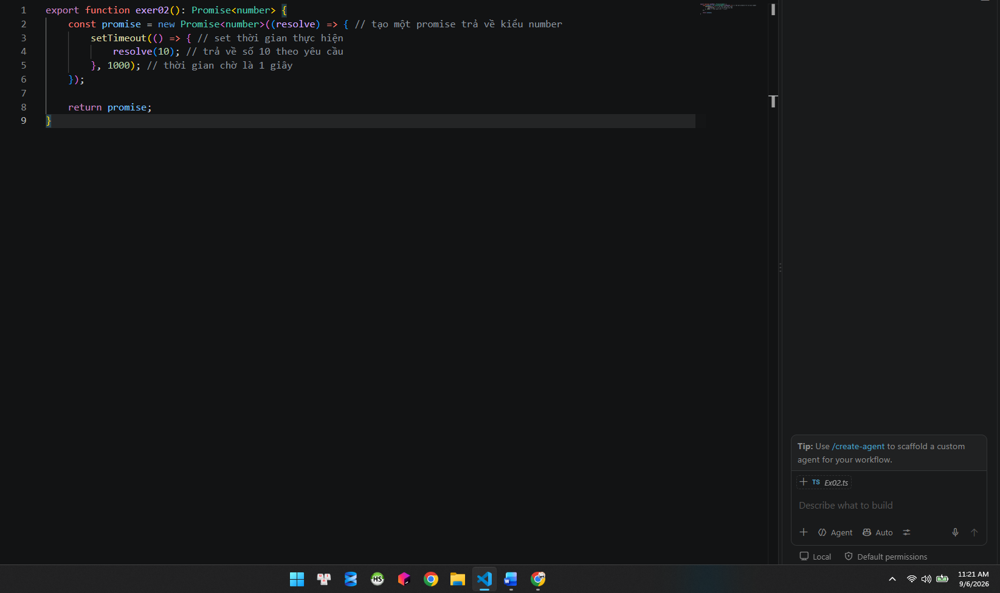 1 export function exer02(): Promise<number> {
2 const promise = new Promise<number>((resolve) => { // tạo một promise trả về kiểu number
3 setTimeout(() => { // set thời gian thực hiện
4 resolve(10); // trả về số 10 theo yêu cầu
5 }, 1000); // thời gian chờ là 1 giây
6 });
7
8 return promise;
9 }
Tip: Use /create-agent to scaffold a custom
agent for your workflow.
TS Ex02.ts
Describe what to build
Agent Auto
Local Default permissions
HS
W
11:21 AM
9/6/2026